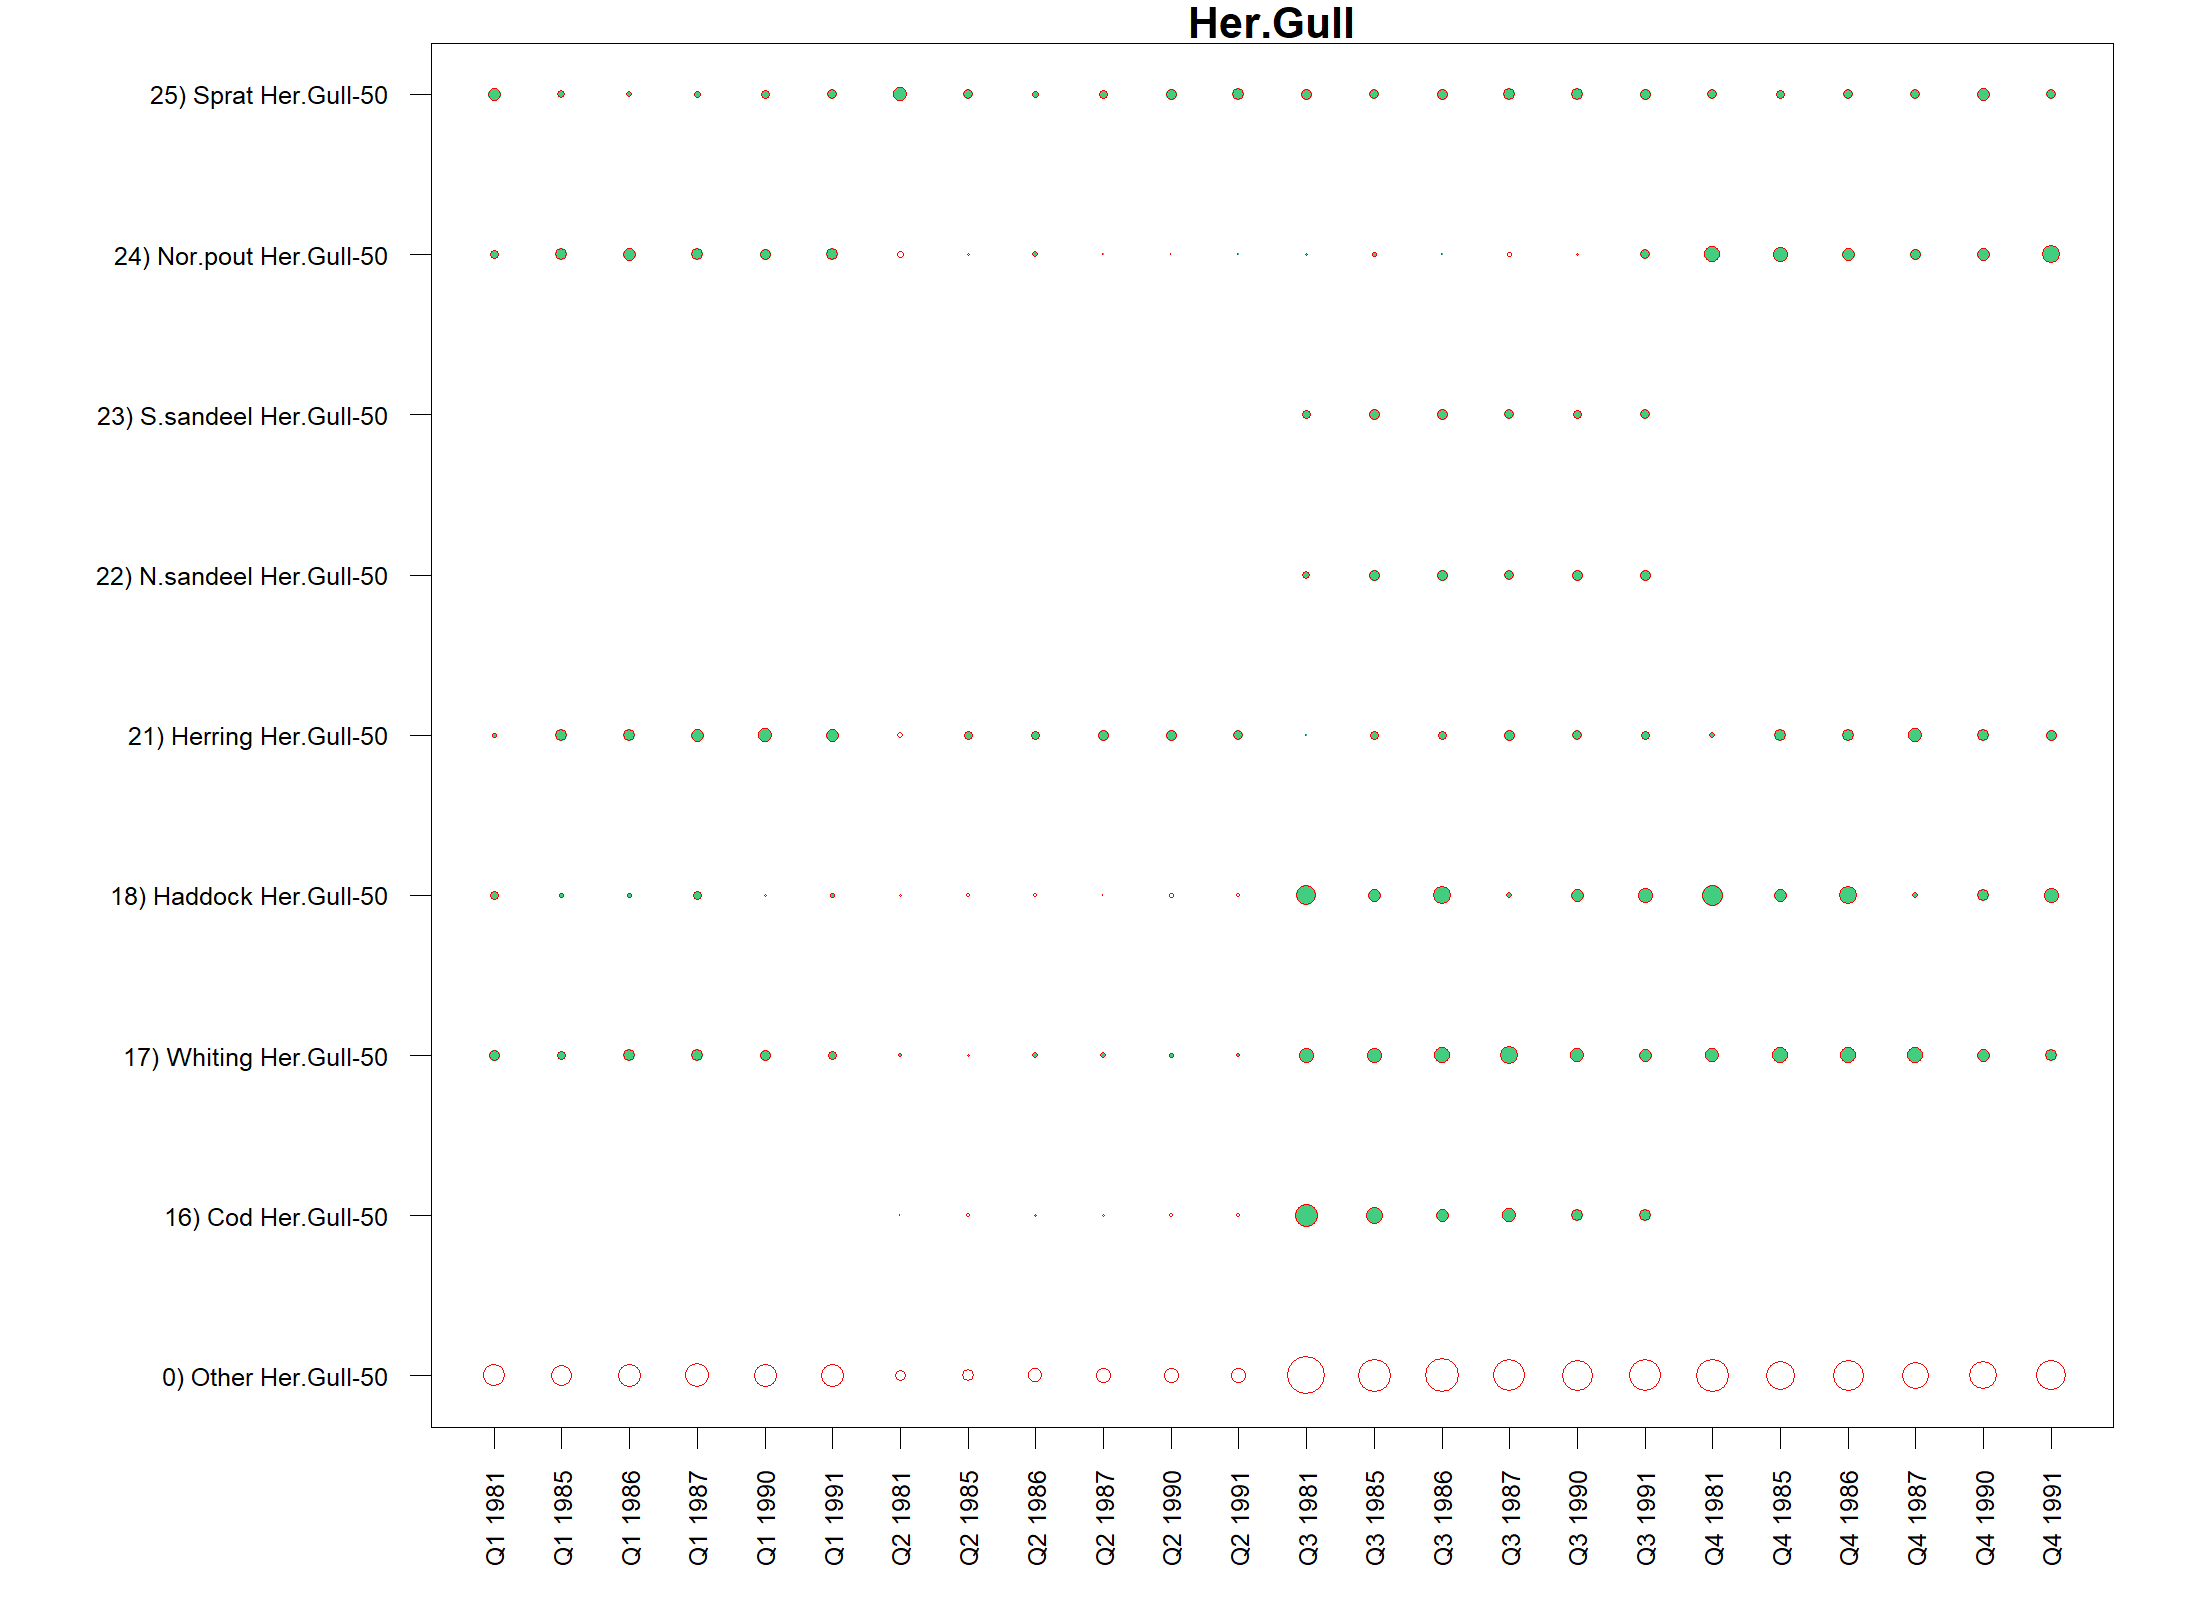 Her.Gull
25) Sprat Her.Gull-50
24) Nor.pout Her.Gull-50
23) S.sandeel Her.Gull-50
22) N.sandeel Her.Gull-50
21) Herring Her.Gull-50
18) Haddock Her.Gull-50
17) Whiting Her.Gull-50
16) Cod Her.Gull-50
0) Other Her.Gull-50
Q1 1981
Q1 1985
Q1 1986
Q1 1987
Q1 1990
Q1 1991
Q2 1981
Q2 1985
Q2 1986
Q2 1987
Q2 1990
Q2 1991
Q3 1981
Q3 1985
Q3 1986
Q3 1987
Q3 1990
Q3 1991
Q4 1981
Q4 1985
Q4 1986
Q4 1987
Q4 1990
Q4 1991